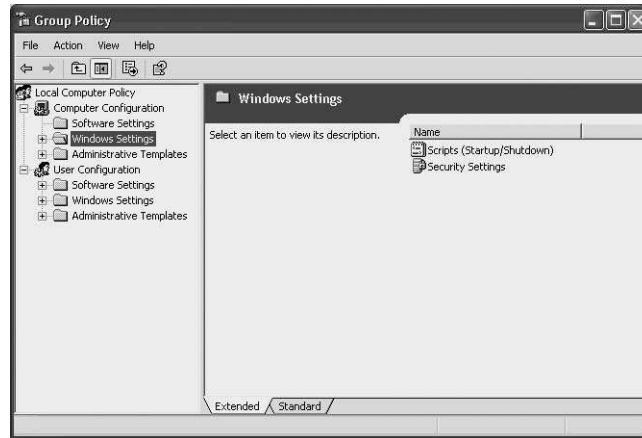 Group Policy
File Action View Help
Local Computer Policy
Computer Configuration
Software Settings
Windows Settings
Administrative Templates
User Configuration
Software Settings
Windows Settings
Administrative Templates
Windows Settings
Select an item to view its description.
Name
Scripts (Startup/Shutdown)
Security Settings
Extended Standard